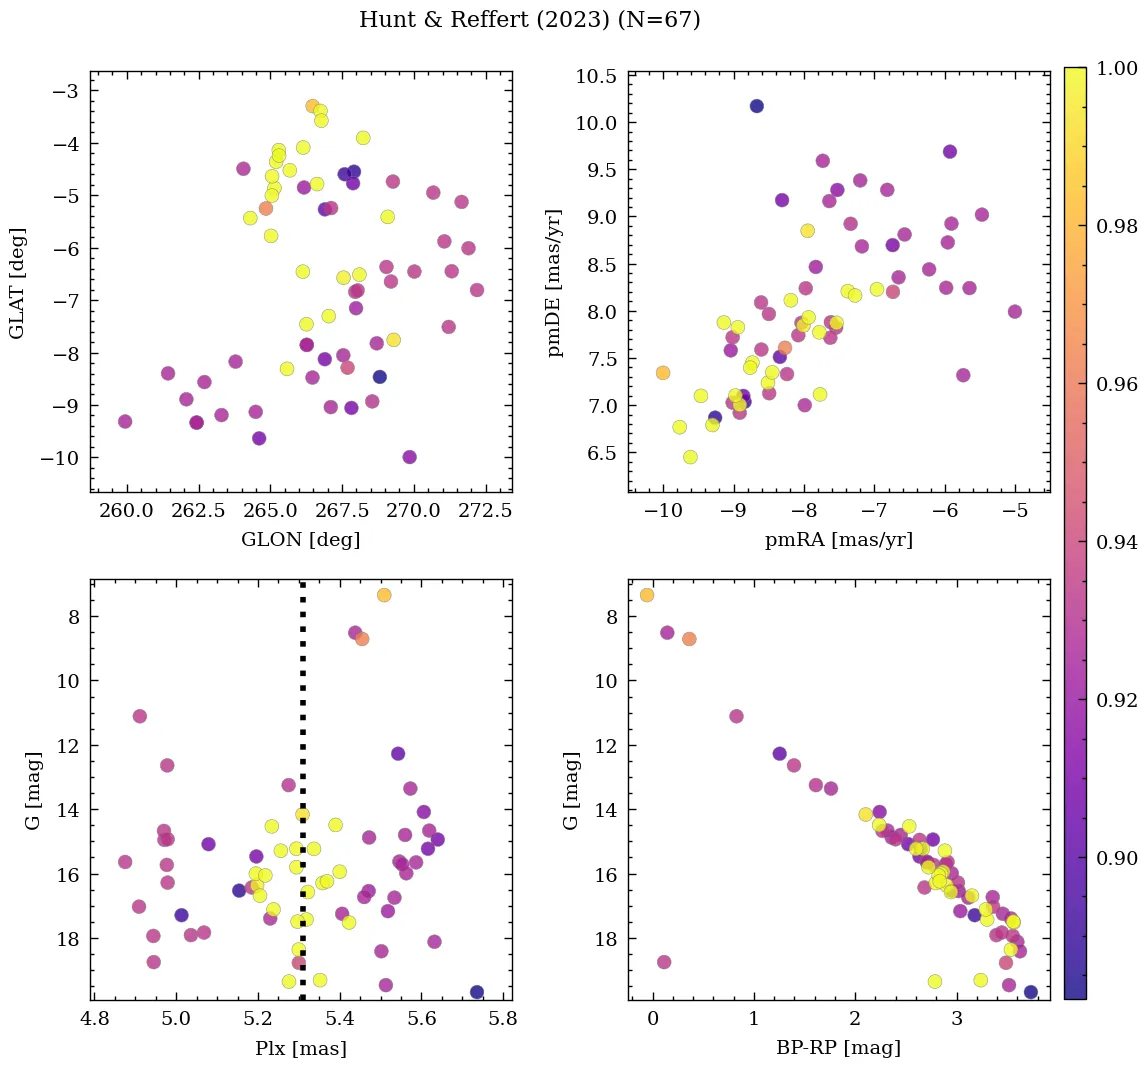 Hunt & Reffert (2023) (N=67)
−3
−4
−5
−6
−7
−8
−9
−10
GLAT [deg]
260.0 262.5 265.0 267.5 270.0 272.5
GLON [deg]
10.5
10.0
9.5
9.0
8.5
8.0
7.5
7.0
6.5
pmDE [mas/yr]
−10 −9 −8 −7 −6 −5
pmRA [mas/yr]
8
10
12
14
16
18
G [mag]
4.8 5.0 5.2 5.4 5.6 5.8
Plx [mas]
8
10
12
14
16
18
G [mag]
0 1 2 3
BP-RP [mag]
1.00
0.98
0.96
0.94
0.92
0.90